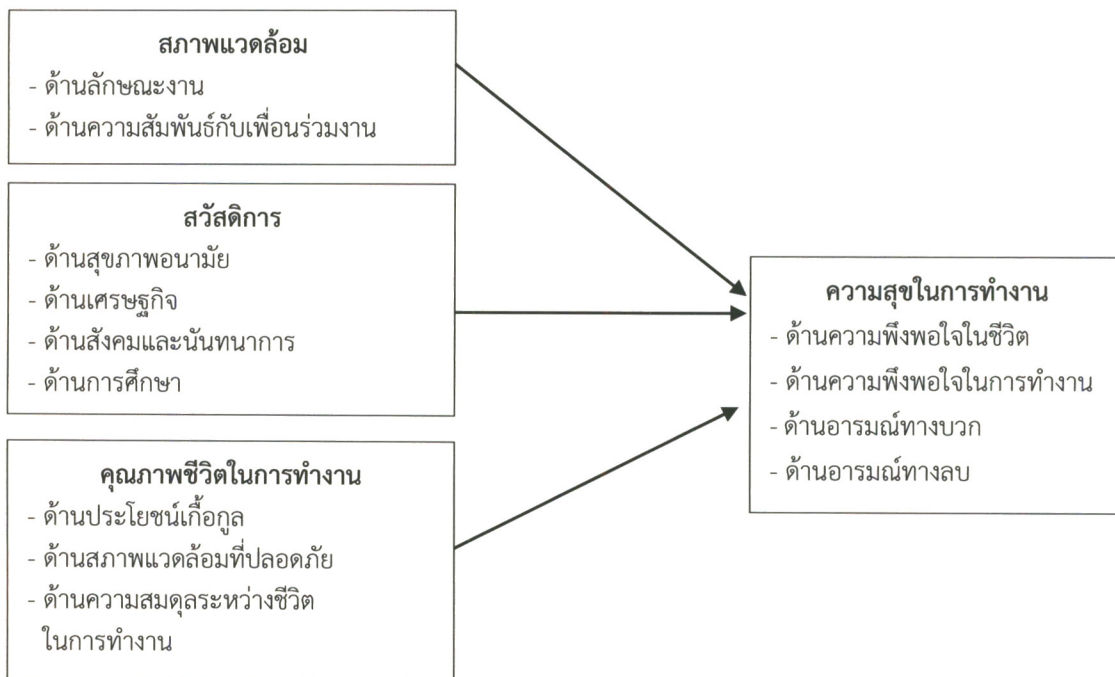 สภาพแวดล้อม
- ด้านลักษณะงาน
- ด้านความสัมพันธ์กับเพื่อนร่วมงาน
สวัสดิการ
- ด้านสุขภาพอนามัย
- ด้านเศรษฐกิจ
- ด้านสังคมและนันทนาการ
- ด้านการศึกษา
คุณภาพชีวิตในการทำงาน
- ด้านประโยชน์เกื้อกูล
- ด้านสภาพแวดล้อมที่ปลอดภัย
- ด้านความสมดุลระหว่างชีวิต
ในการทำงาน
ความสุขในการทำงาน
- ด้านความพึงพอใจในชีวิต
- ด้านความพึงพอใจในการทำงาน
- ด้านอารมณ์ทางบวก
- ด้านอารมณ์ทางลบ